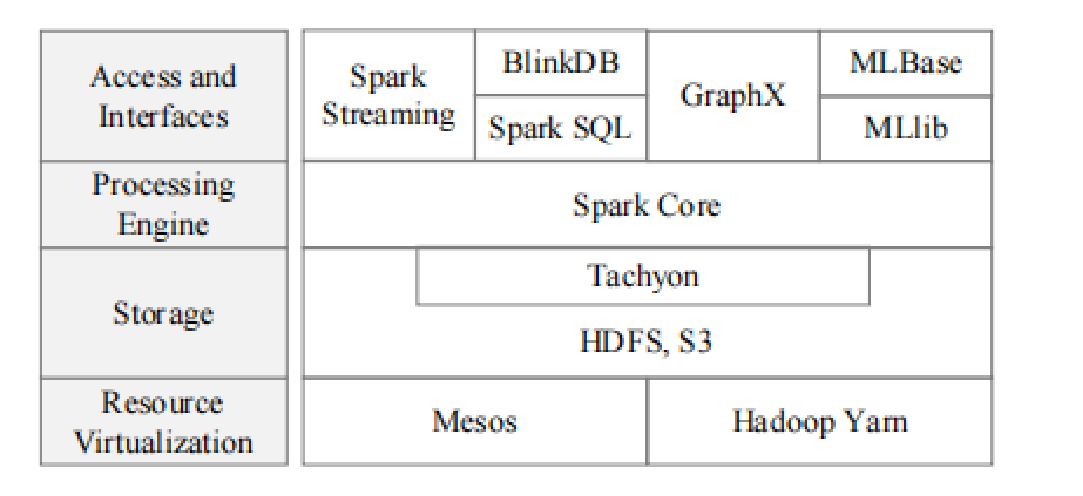 Access and
Interfaces
Spark
Streaming
BlinkDB
Spark SQL
GraphX
MLBase
MLlib
Processing
Engine
Spark Core
Storage
Tachyon
HDFS, S3
Resource
Virtualization
Mesos
Hadoop Yarn